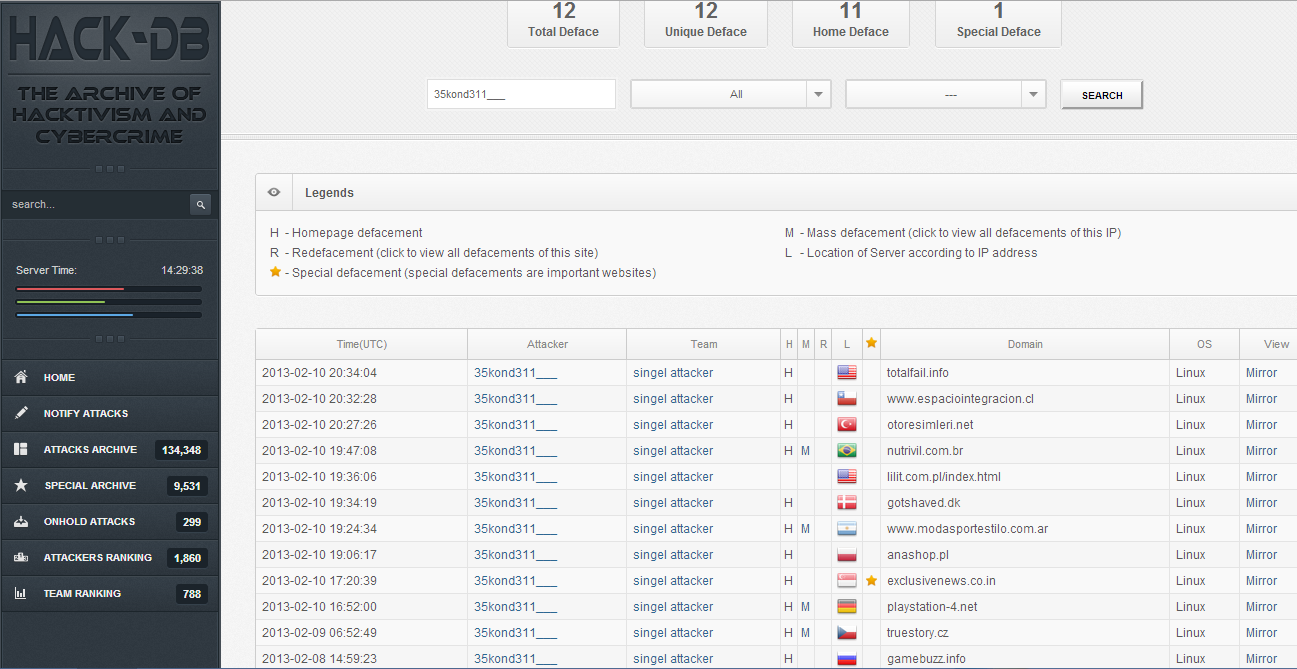 HACK-DB
THE ARCHIVE OF
HACKTIVISM AND
CYBERCRIME
search...
Server Time: 14:29:38
HOME
NOTIFY ATTACKS
ATTACKS ARCHIVE 134,348
SPECIAL ARCHIVE 9,531
ONHOLD ATTACKS 299
ATTACKERS RANKING 1,860
TEAM RANKING 788
12 12 11 1
Total Deface Unique Deface Home Deface Special Deface
35kond311___ All --- SEARCH
Legends
H - Homepage defacement
R - Redefacement (click to view all defacements of this site)
- Special defacement (special defacements are important websites)
M - Mass defacement (click to view all defacements of this IP)
L - Location of Server according to IP address
Time(UTC) Attacker Team H M R L Domain OS View
2013-02-10 20:34:04 35kond311___ singel attacker H totalfail.info Linux Mirror
2013-02-10 20:32:28 35kond311___ singel attacker H www.espaciointegracion.cl Linux Mirror
2013-02-10 20:27:26 35kond311___ singel attacker H otoresimleri.net Linux Mirror
2013-02-10 19:47:08 35kond311___ singel attacker H M nutrivil.com.br Linux Mirror
2013-02-10 19:36:06 35kond311___ singel attacker lilit.com.pl/index.html Linux Mirror
2013-02-10 19:34:19 35kond311___ singel attacker H gotshaved.dk Linux Mirror
2013-02-10 19:24:34 35kond311___ singel attacker H M www.modasportestilo.com.ar Linux Mirror
2013-02-10 19:06:17 35kond311___ singel attacker H anashop.pl Linux Mirror
2013-02-10 17:20:39 35kond311___ singel attacker H exclusivenews.co.in Linux Mirror
2013-02-10 16:52:00 35kond311___ singel attacker H M playstation-4.net Linux Mirror
2013-02-09 06:52:49 35kond311___ singel attacker H M truestory.cz Linux Mirror
2013-02-08 14:59:23 35kond311___ singel attacker H gamebuzz.info Linux Mirror